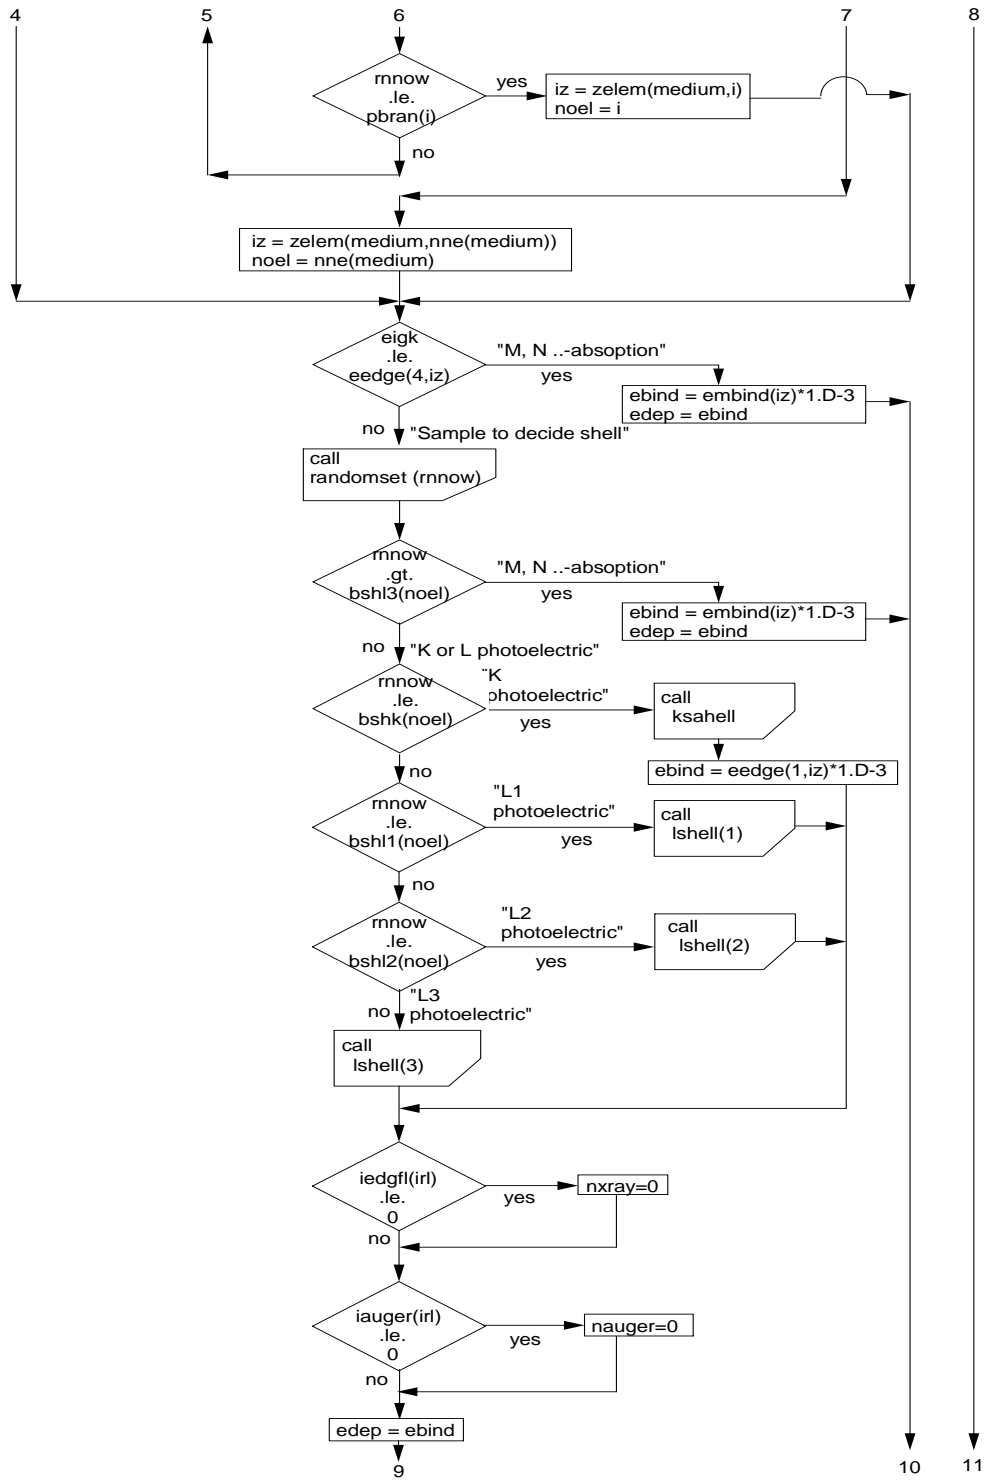 4
5
6
7
8
rnnow
.le.
pbran(i)
yes
iz = zelem(medium,i)
noel = i
no
iz = zelem(medium,nne(medium))
noel = nne(medium)
eigk
.le.
eedge(4,iz)
"M, N ..-absoption"
yes
ebind = embind(iz)*1.D-3
edep = ebind
no
"Sample to decide shell"
call
randomset (rnnow)
rnnow
.gt.
bshl3(noel)
"M, N ..-absoption"
yes
ebind = embind(iz)*1.D-3
edep = ebind
no
"K or L photoelectric"
rnnow
.le.
bshk(noel)
"K
photoelectric"
yes
call
ksahell
ebind = eedge(1,iz)*1.D-3
no
rnnow
.le.
bshl1(noel)
"L1
photoelectric"
yes
call
lshell(1)
no
rnnow
.le.
bshl2(noel)
"L2
photoelectric"
yes
call
lshell(2)
no
"L3
photoelectric"
call
lshell(3)
iedgfl(irl)
.le.
0
yes
nxray=0
no
iauger(irl)
.le.
0
yes
nauger=0
no
edep = ebind
9
10
11